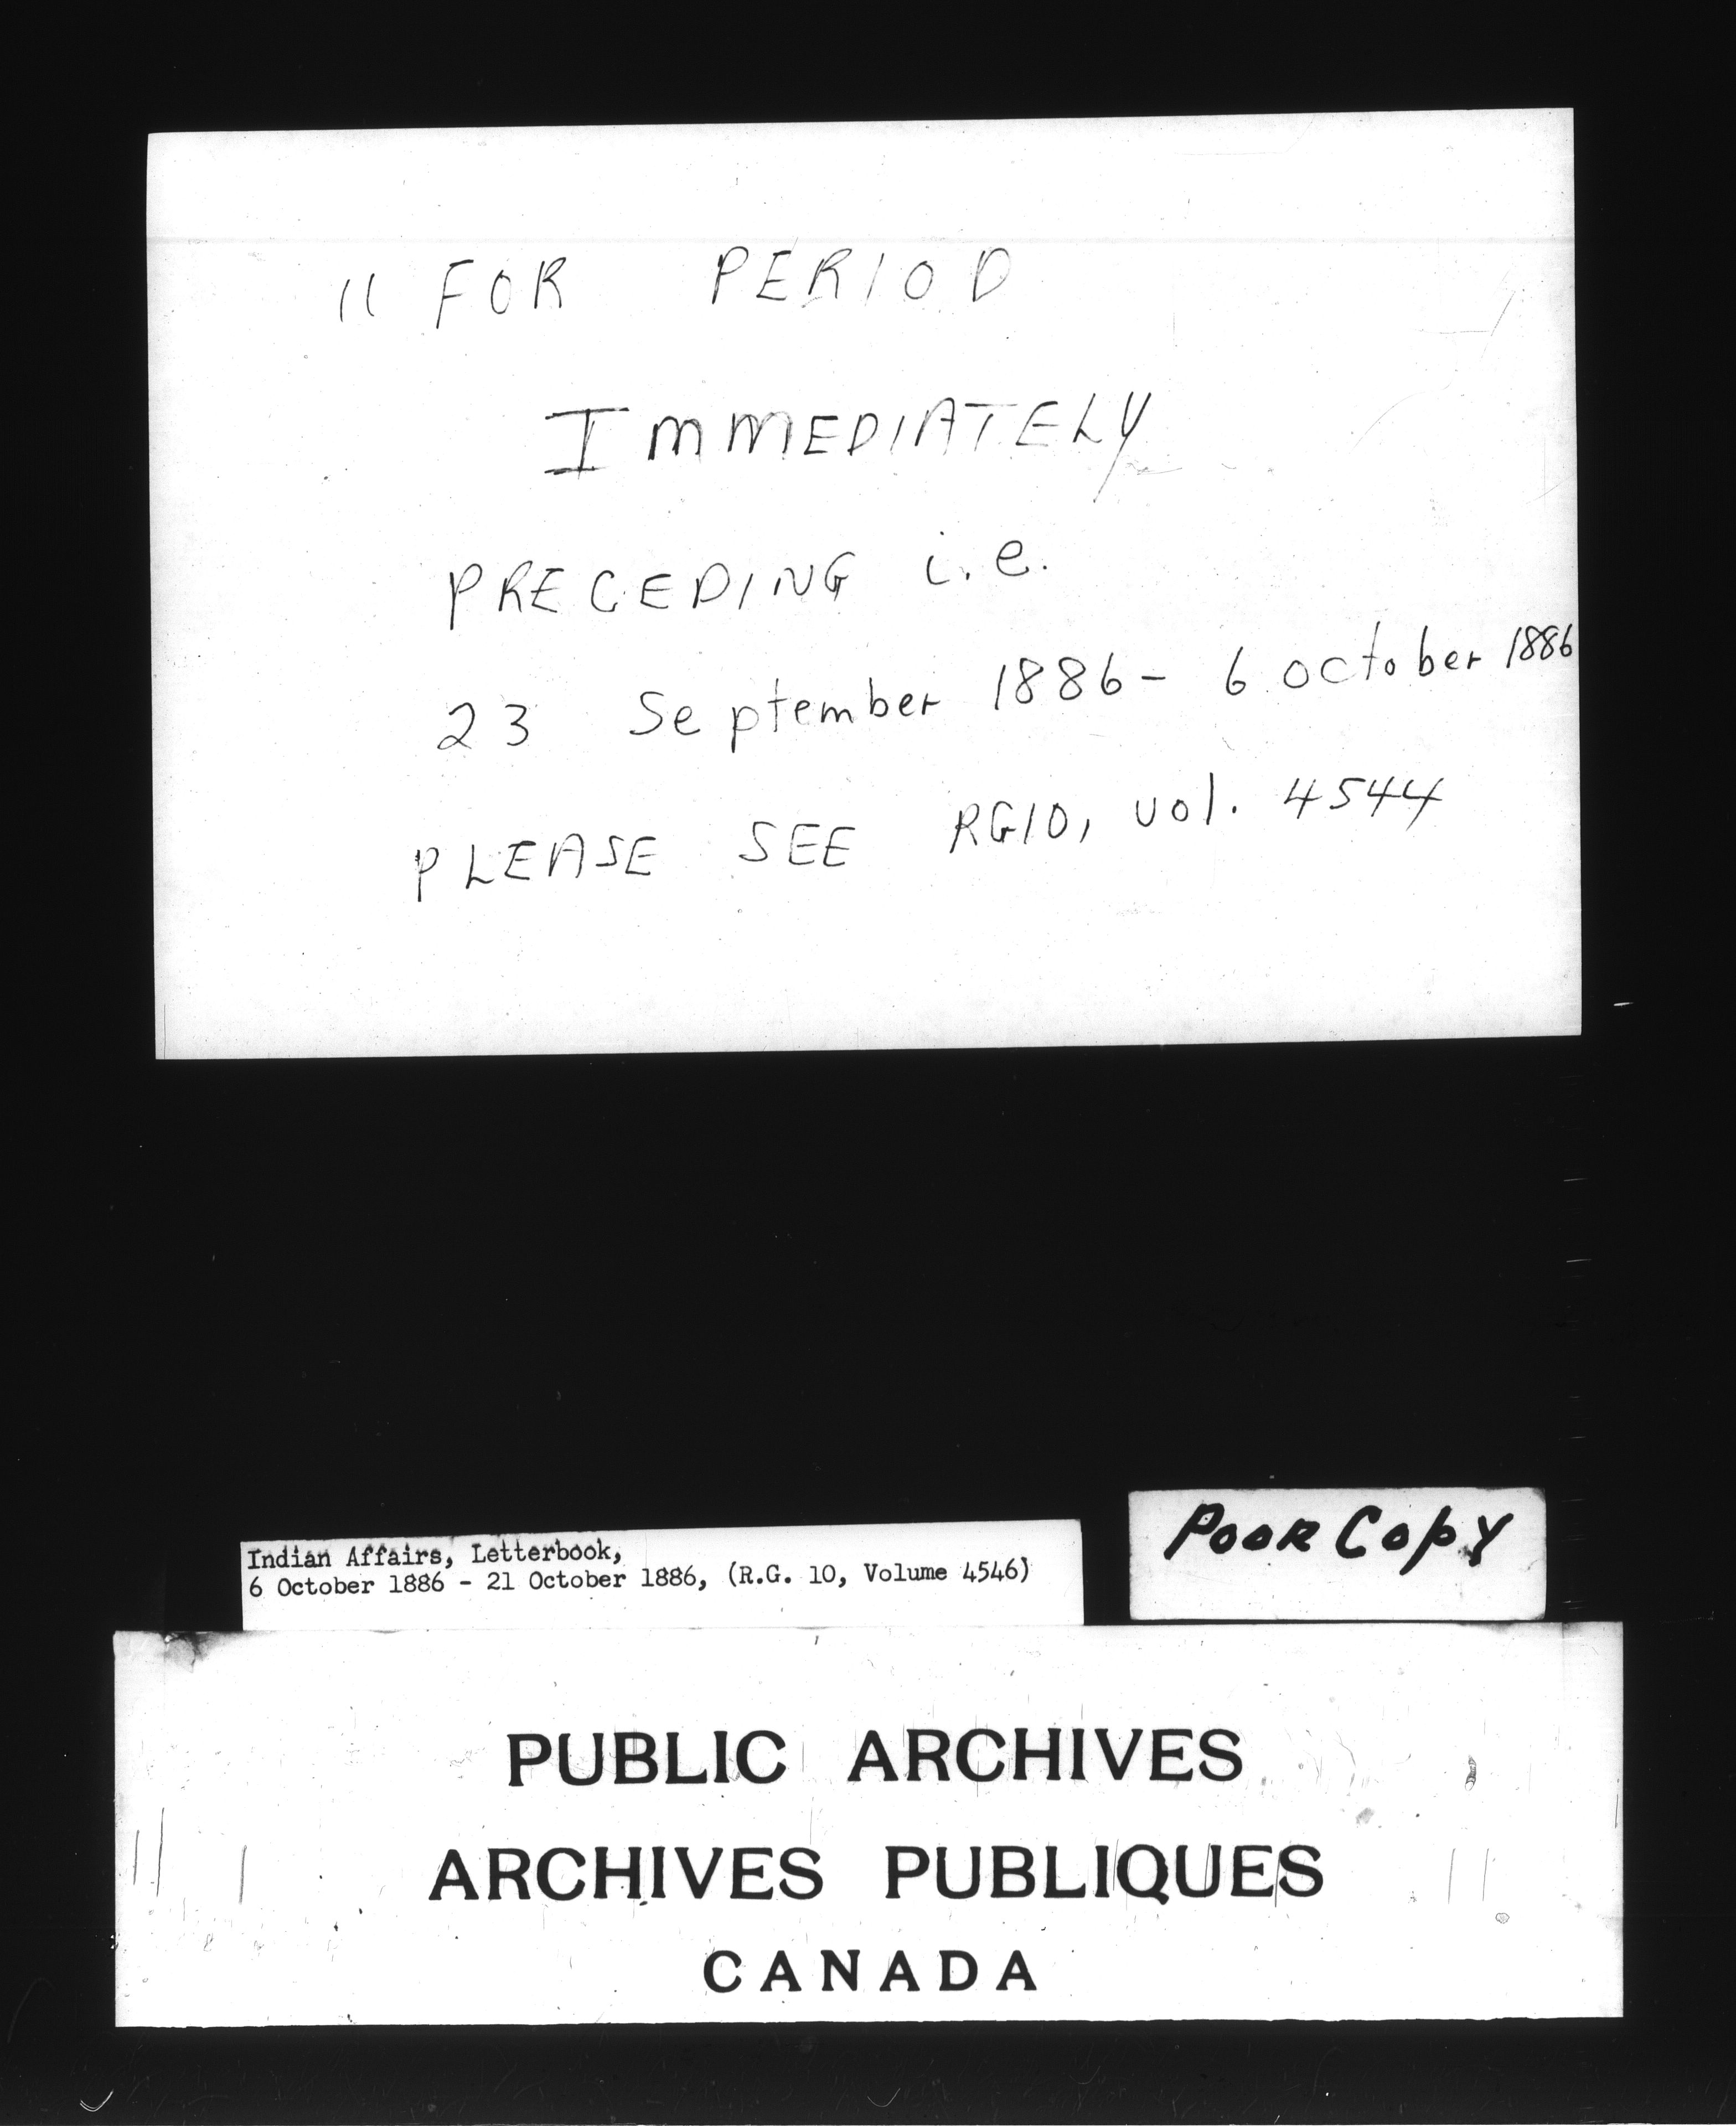 " FOR PERIOD
IMMEDIATELY
PRECEDING i.e.
23 September 1886 - 6 October 1886
PLEASE SEE RG10, vol. 4544
Poor Copy
Indian Affairs, Letterbook,
6 October 1886 - 21 October 1886, (R.G. 10, Volume 4546)
PUBLIC ARCHIVES
ARCHIVES PUBLIQUES
CANADA